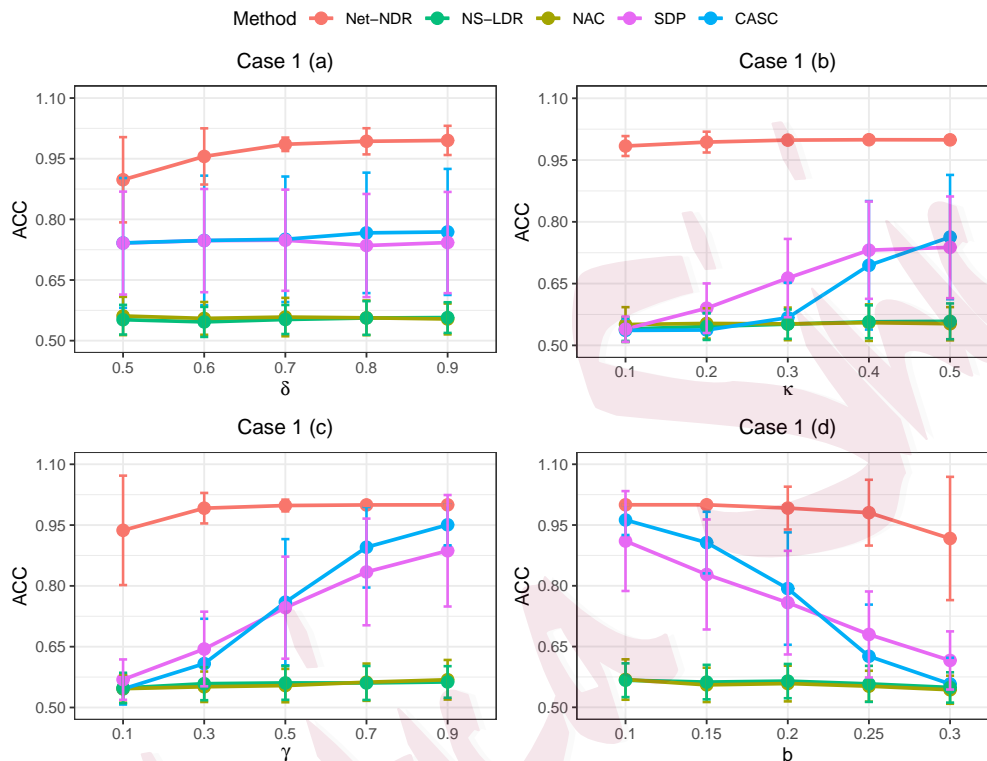 Method Net−NDR NS−LDR NAC SDP CASC
Case 1 (a)
1.10
0.95
0.80
0.65
0.50
ACC
0.5 0.6 0.7 0.8 0.9
δ
Case 1 (b)
1.10
0.95
0.80
0.65
0.50
ACC
0.1 0.2 0.3 0.4 0.5
κ
Case 1 (c)
1.10
0.95
0.80
0.65
0.50
ACC
0.1 0.3 0.5 0.7 0.9
γ
Case 1 (d)
1.10
0.95
0.80
0.65
0.50
ACC
0.1 0.15 0.2 0.25 0.3
b